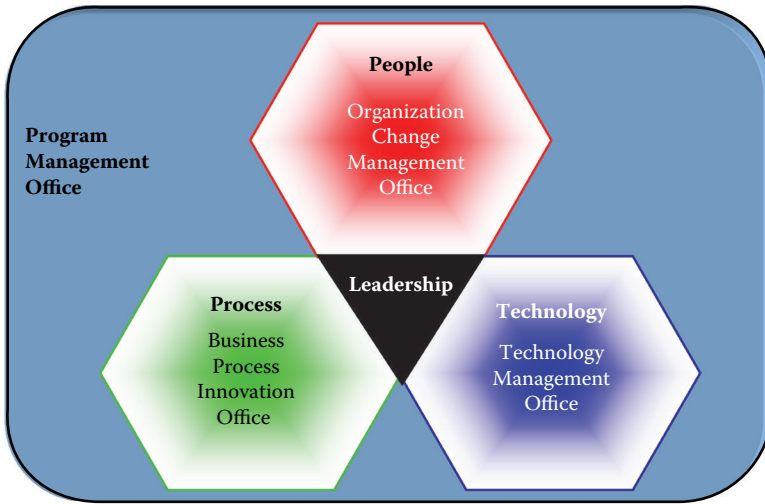 People
Organization
Change
Management
Office
Program
Management
Office
Leadership
Process
Business
Process
Innovation
Office
Technology
Technology
Management
Office